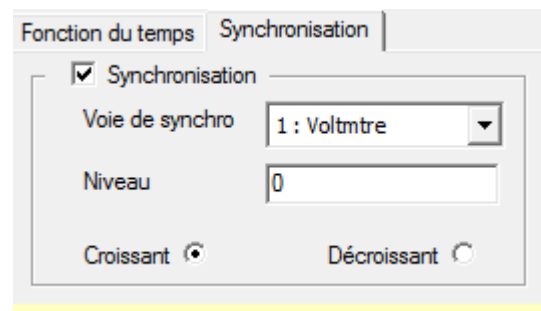 Fonction du temps Synchronisation
Synchronisation
Voie de synchro 1 : Voltmtre
Niveau 0
Croissant Décroissant